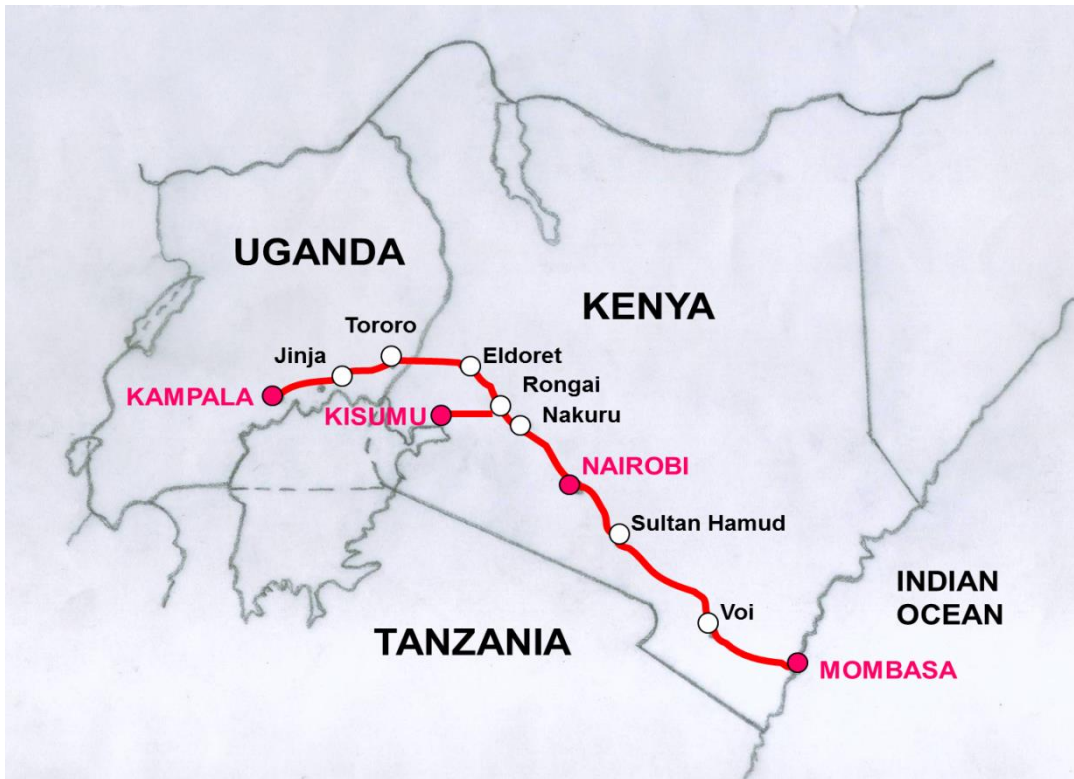 UGANDA
KENYA
Tororo
Jinja
Eldoret
Rongai
KAMPALA
KISUMU
Nakuru
NAIROBI
Sultan Hamud
INDIAN
OCEAN
Voi
TANZANIA
MOMBASA